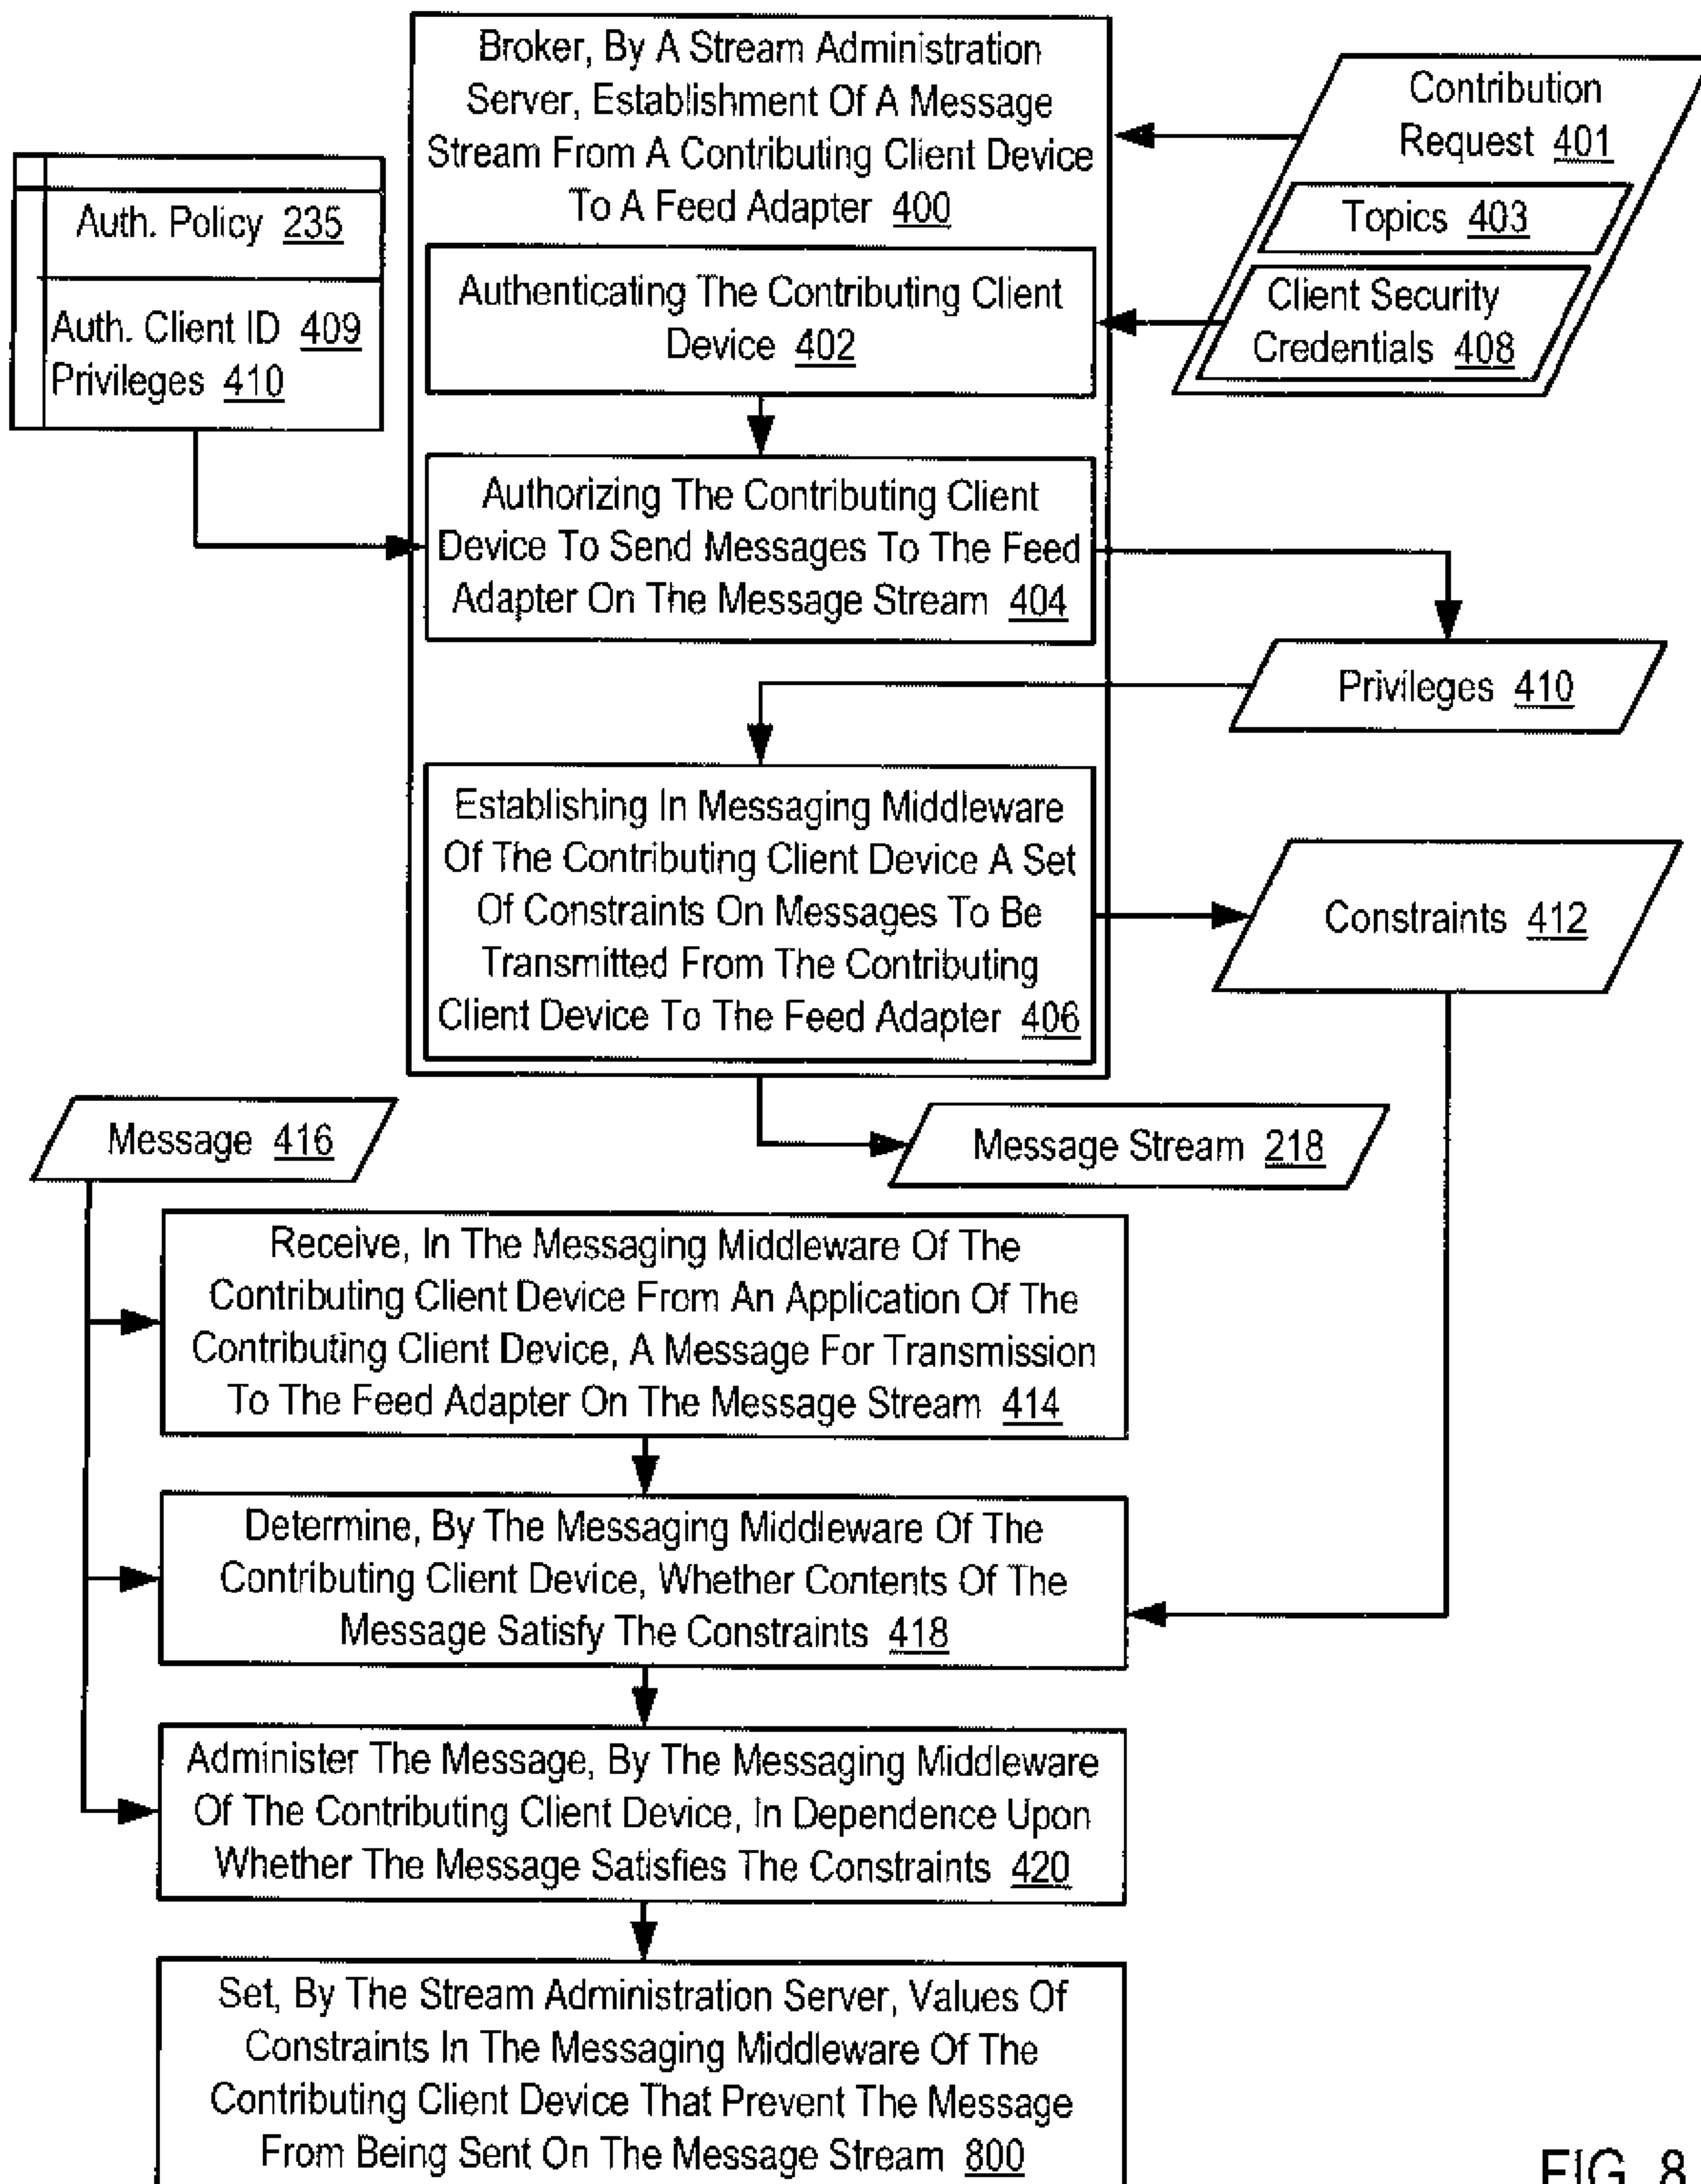 Broker, By A Stream Administration
Server, Establishment Of A Message
Stream From A Contributing Client Device
To A Feed Adapter 400
Contribution
Request 401
Topics 403
Client Security
Credentials 408
Auth. Policy 235
Auth. Client ID 409
Privileges 410
Authenticating The Contributing Client
Device 402
Authorizing The Contributing Client
Device To Send Messages To The Feed
Adapter On The Message Stream 404
Privileges 410
Establishing In Messaging Middleware
Of The Contributing Client Device A Set
Of Constraints On Messages To Be
Transmitted From The Contributing
Client Device To The Feed Adapter 406
Constraints 412
Message 416
Message Stream 218
Receive, In The Messaging Middleware Of The
Contributing Client Device From An Application Of The
Contributing Client Device, A Message For Transmission
To The Feed Adapter On The Message Stream 414
Determine, By The Messaging Middleware Of The
Contributing Client Device, Whether Contents Of The
Message Satisfy The Constraints 418
Administer The Message, By The Messaging Middleware
Of The Contributing Client Device, In Dependence Upon
Whether The Message Satisfies The Constraints 420
Set, By The Stream Administration Server, Values Of
Constraints In The Messaging Middleware Of The
Contributing Client Device That Prevent The Message
From Being Sent On The Message Stream 800
FIG. 8